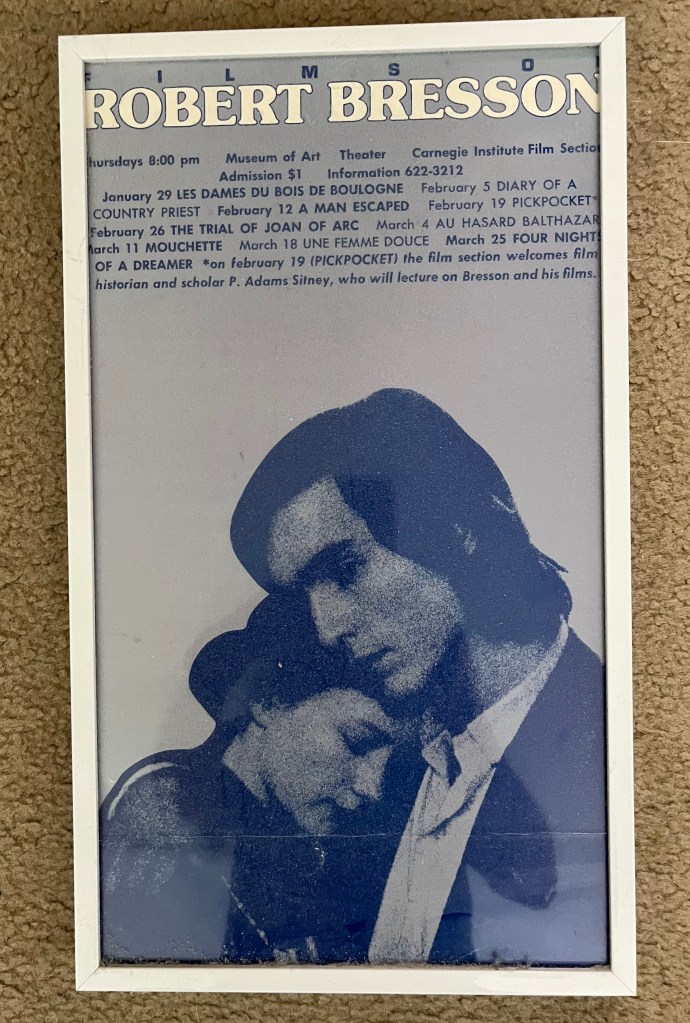 FILMS O
ROBERT BRESSON
hursdays 8:00 pm Museum of Art Theater Carnegie Institute Film Section
Admission $1 Information 622-3212
January 29 LES DAMES DU BOIS DE BOULOGNE February 5 DIARY OF A
COUNTRY PRIEST February 12 A MAN ESCAPED February 19 PICKPOCKET*
February 26 THE TRIAL OF JOAN OF ARC March 4 AU HASARD BALTHAZAR
March 11 MOUCHETTE March 18 UNE FEMME DOUCE March 25 FOUR NIGHTS
OF A DREAMER *on february 19 (PICKPOCKET) the film section welcomes film
historian and scholar P. Adams Sitney, who will lecture on Bresson and his films.